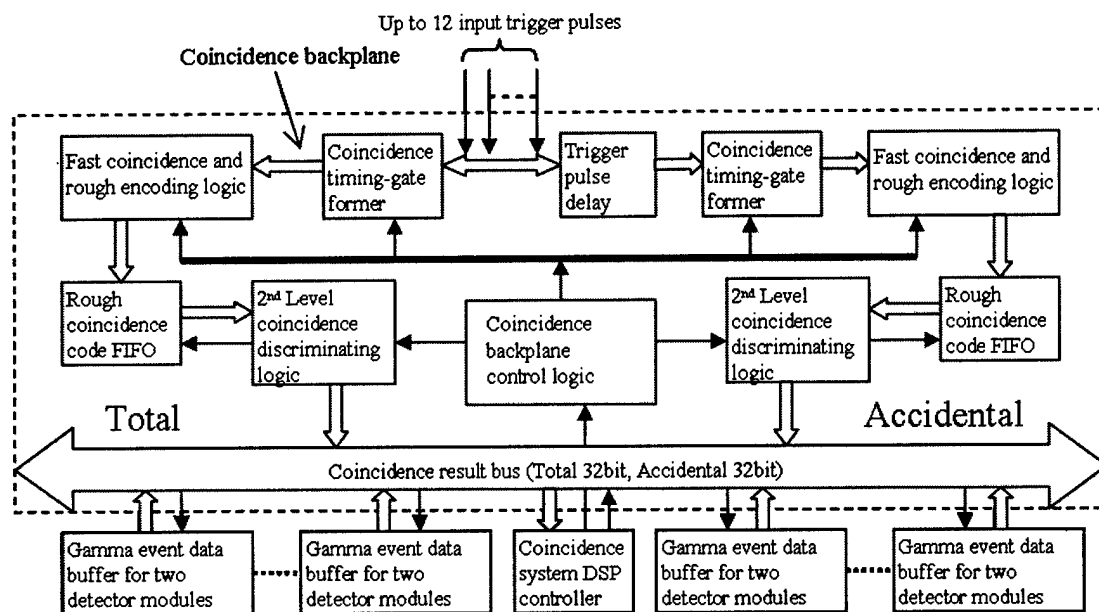 Up to 12 input trigger pulses
Coincidence backplane
Fast coincidence and
rough encoding logic
Coincidence
timing-gate
former
Trigger
pulse
delay
Coincidence
timing-gate
former
Fast coincidence and
rough encoding logic
Rough
coincidence
code FIFO
2nd Level
coincidence
discriminating
logic
Coincidence
backplane
control logic
2nd Level
coincidence
discriminating
logic
Rough
coincidence
code FIFO
Total
Accidental
Coincidence result bus (Total 32bit, Accidental 32bit)
Gamma event data
buffer for two
detector modules
Gamma event data
buffer for two
detector modules
Coincidence
system DSP
controller
Gamma event data
buffer for two
detector modules
Gamma event data
buffer for two
detector modules